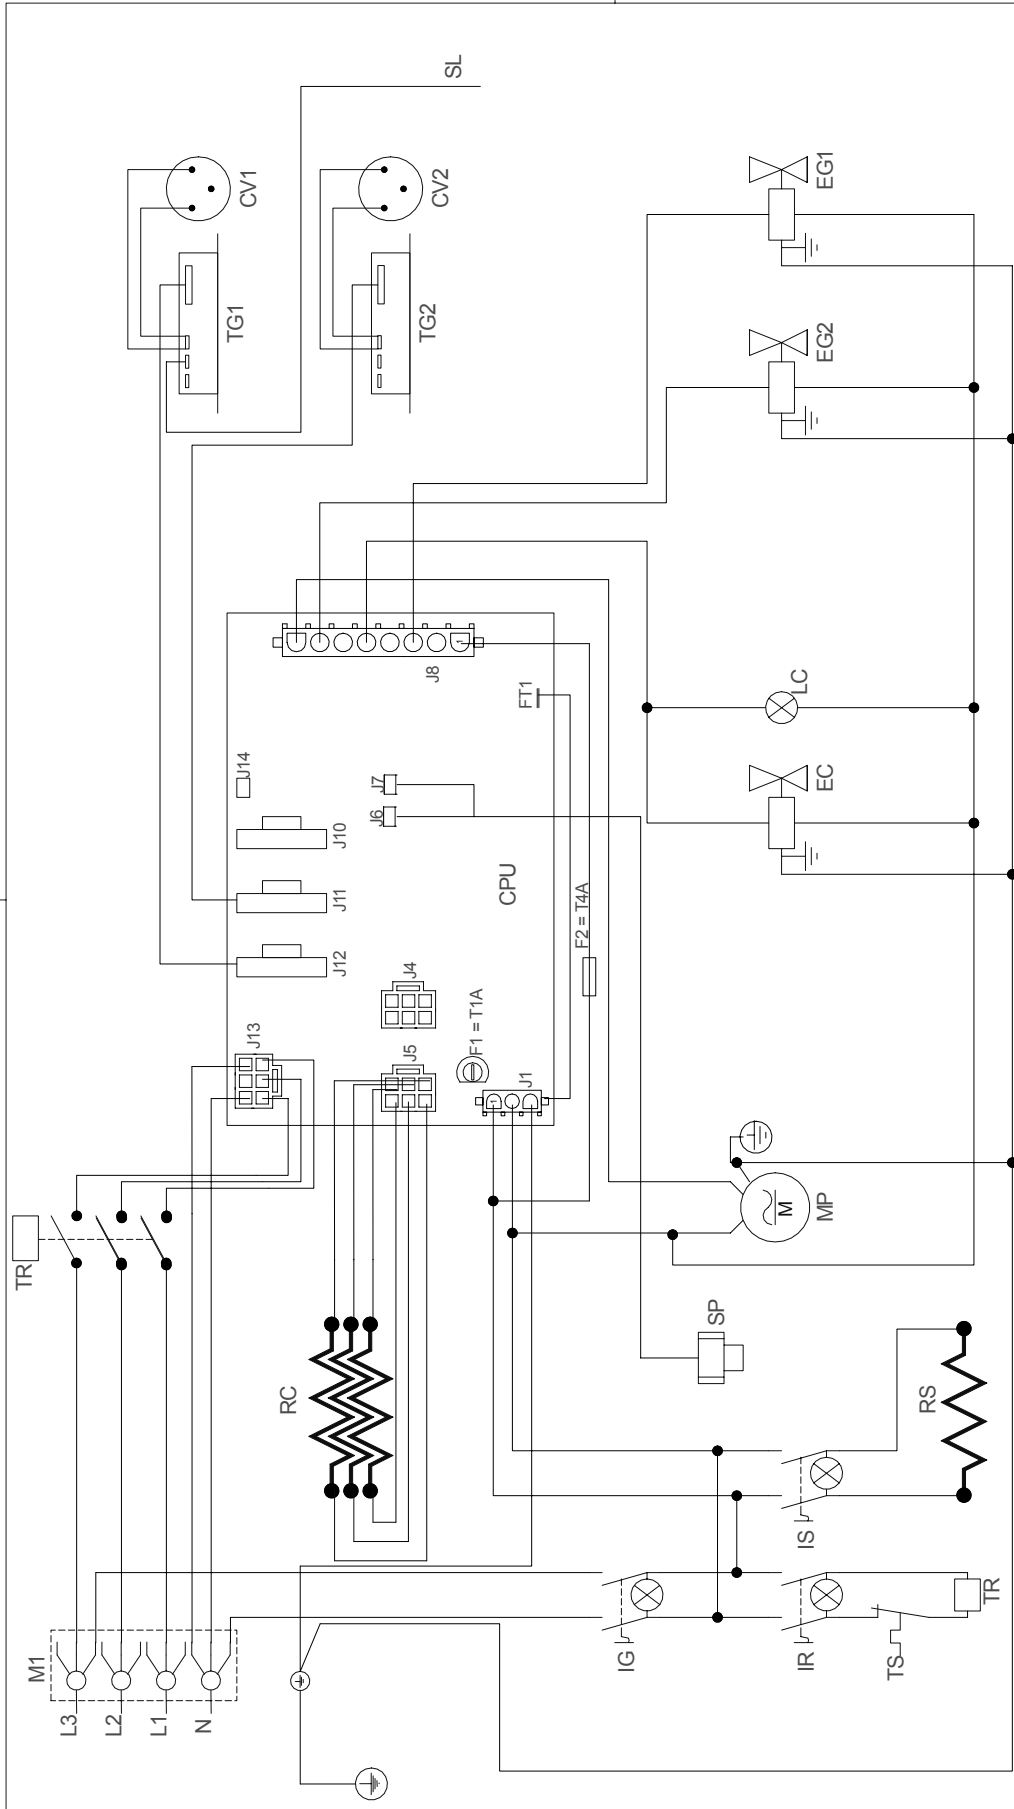 SL
CV1
CV2
TG1
TG2
EG1
EG2
J8
FT1
LC
J14
J7
J6
J10
EC
J11
CPU
J12
F2 = T4A
J4
F1 = T1A
J13
J5
J1
1
1
M
MP
TR
SP
RC
RS
IS
M1
IG
IR
TS
TR
L3
L2
L1
N